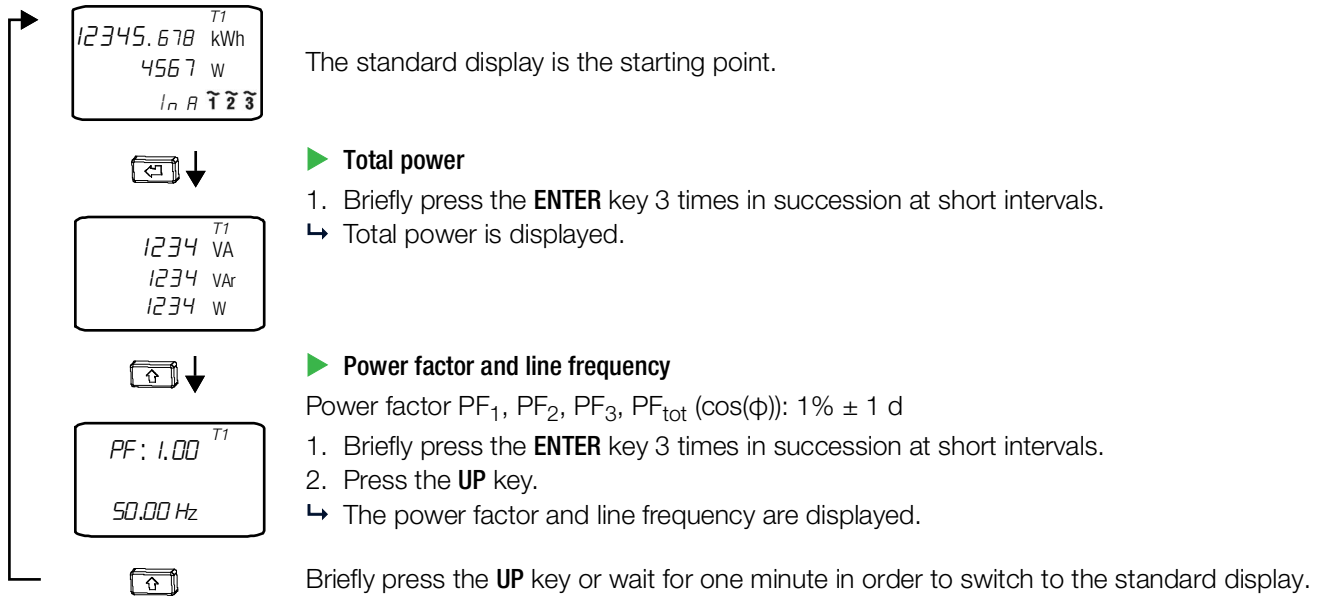 T1
12345.678 kWh
4567 W
In A 1̃ 2̃ 3̃
The standard display is the starting point.
Total power
1. Briefly press the ENTER key 3 times in succession at short intervals.
Total power is displayed.
T1
1234 VA
1234 VAr
1234 W
Power factor and line frequency
Power factor PF1, PF2, PF3, PFtot (cos(φ)): 1% ± 1 d
1. Briefly press the ENTER key 3 times in succession at short intervals.
2. Press the UP key.
The power factor and line frequency are displayed.
PF: 1.00 T1
50.00 Hz
Briefly press the UP key or wait for one minute in order to switch to the standard display.